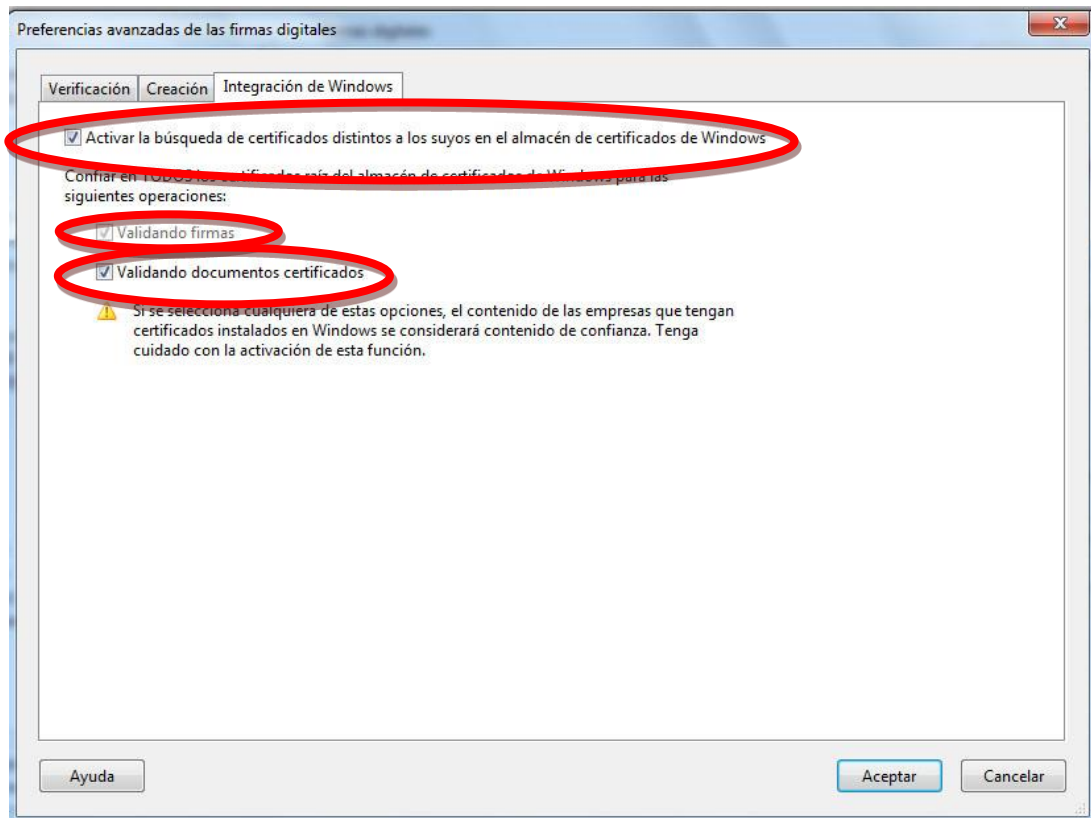 Preferencias avanzadas de las firmas digitales
Verificación Creación Integración de Windows
Activar la búsqueda de certificados distintos a los suyos en el almacén de certificados de Windows
Confiar en TODOS los certificados raíz del almacén de certificados de Windows para las
siguientes operaciones:
Validando firmas
Validando documentos certificados
Si se selecciona cualquiera de estas opciones, el contenido de las empresas que tengan
certificados instalados en Windows se considerará contenido de confianza. Tenga
cuidado con la activación de esta función.
Ayuda Aceptar Cancelar